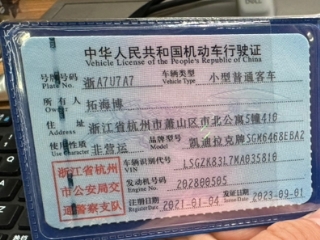 中华人民共和国机动车行驶证
Vehicle License of the People's Republic of China
号牌号码 浙A7U7A7 车辆类型 小型普通客车
Plate No. Vehicle Type
所有人 拓海博
Owner
住址 浙江省杭州市萧山区市北公寓5幢410
Address
使用性质 非营运 品牌型号 凯迪拉克牌SGM6468EBA2
Use Character Model
浙江省杭州 车辆识别代号 LSGZK83L7MA035810
VIN
市公安局交 发动机号码 202800505
Engine No.
通警察支队 注册日期 2021-01-04 发证日期 2023-09-01
Register Date Issue Date